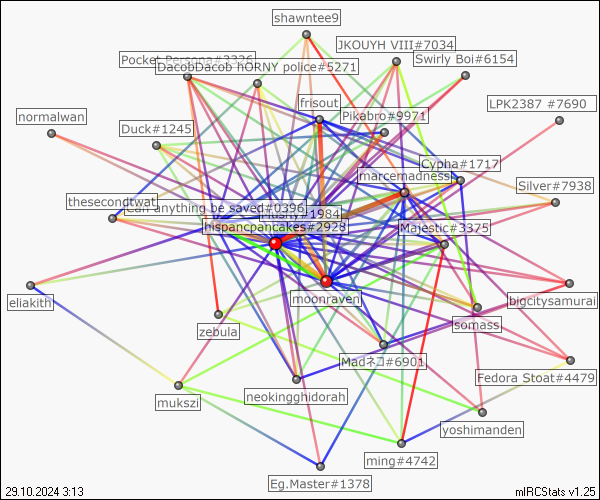 shawntee9
JKOUYH VIII#7034
Pocket Persona#3326
DacobDacob hORNY police#5271
Swirly Boi#6154
frisout
LPK2387 #7690
normalwan
Pikabro#9971
Duck#1245
Cypha#1717
marcemadness
Silver#7938
thesecondtwat
Can anything be saved#0396
#1984
hispancpancakes#2928
Majestic#3375
eliakith
moonraven
bigcitysamurai
zebula
somass
Madネコ#6901
Fedora Stoat#4479
mukszi
neokingghidorah
yoshimanden
ming#4742
Eg.Master#1378
29.10.2024 3:13
mIRCStats v1.25